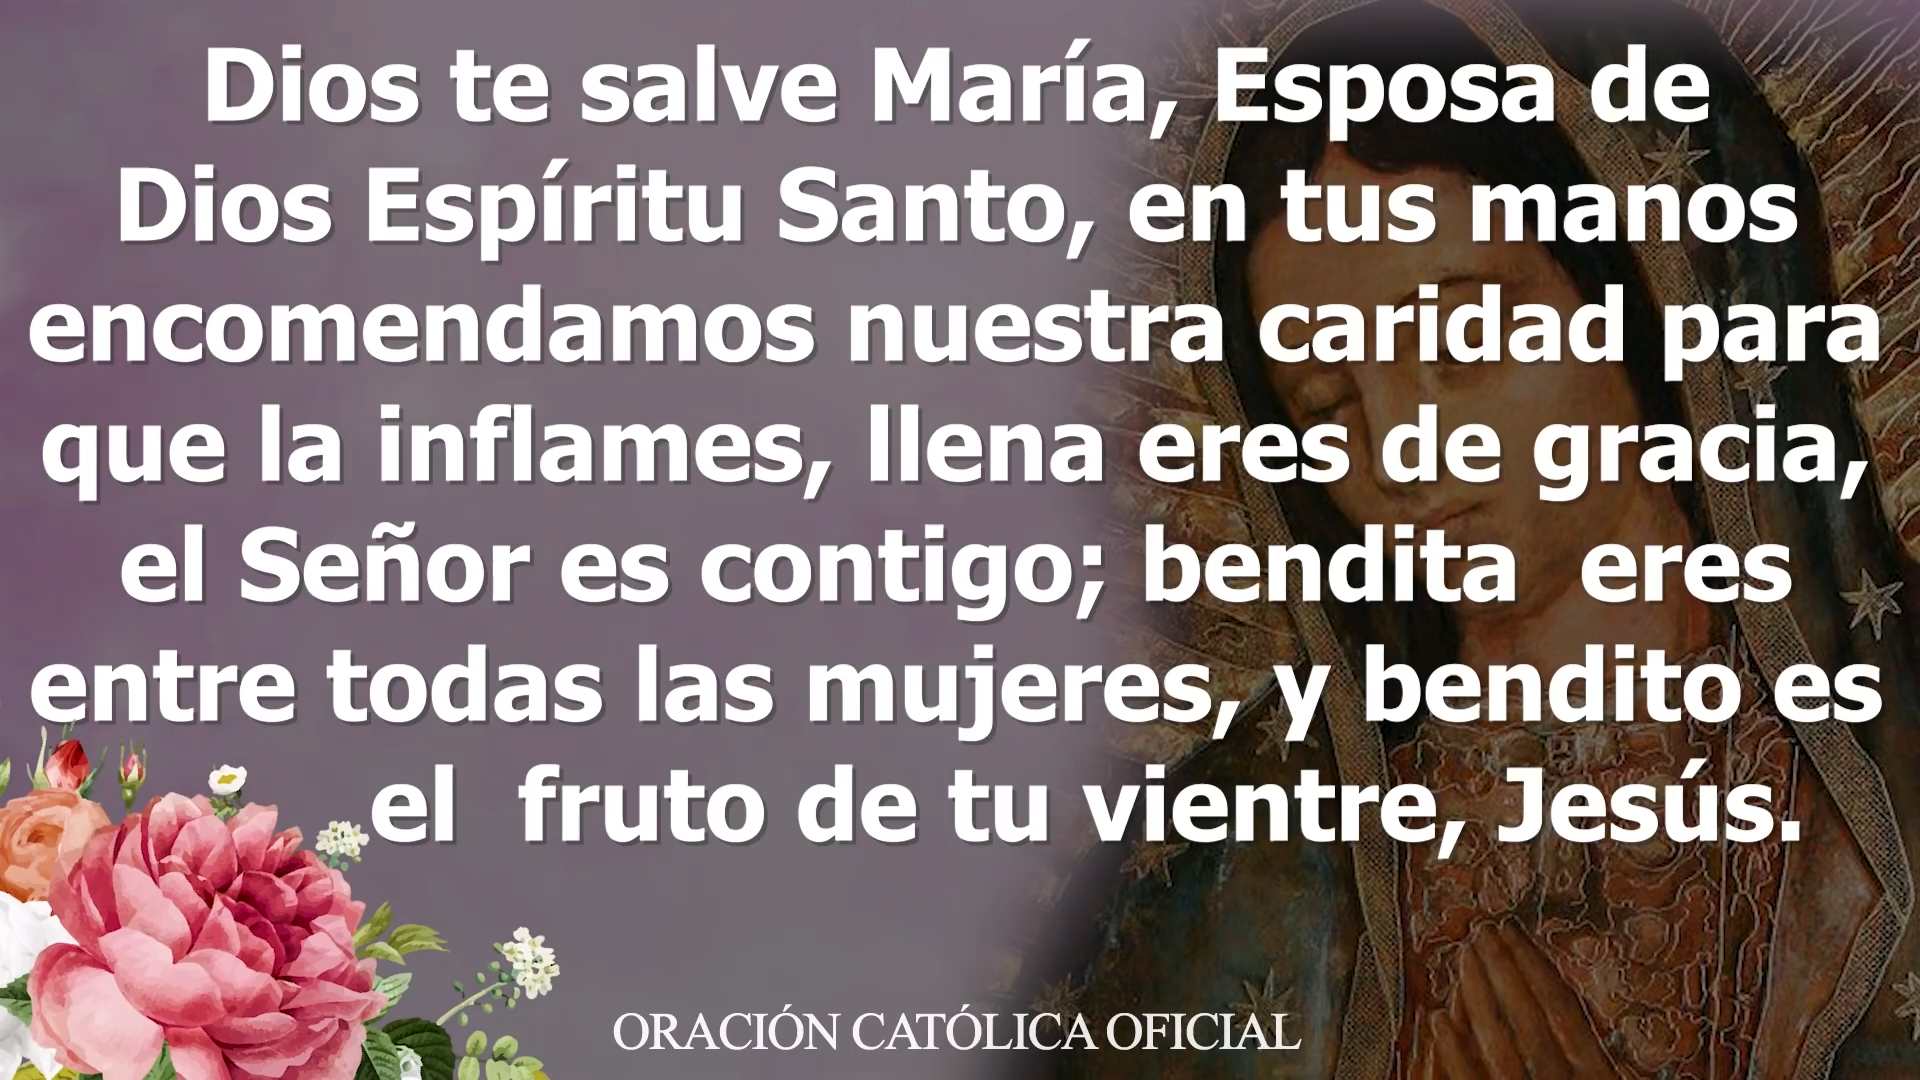 Dios te salve María, Esposa de
Dios Espíritu Santo, en tus manos
encomendamos nuestra caridad para
que la inflames, llena eres de gracia,
el Señor es contigo; bendita  eres
entre todas las mujeres, y bendito es
el  fruto de tu vientre, Jesús.
ORACIÓN CATÓLICA OFICIAL